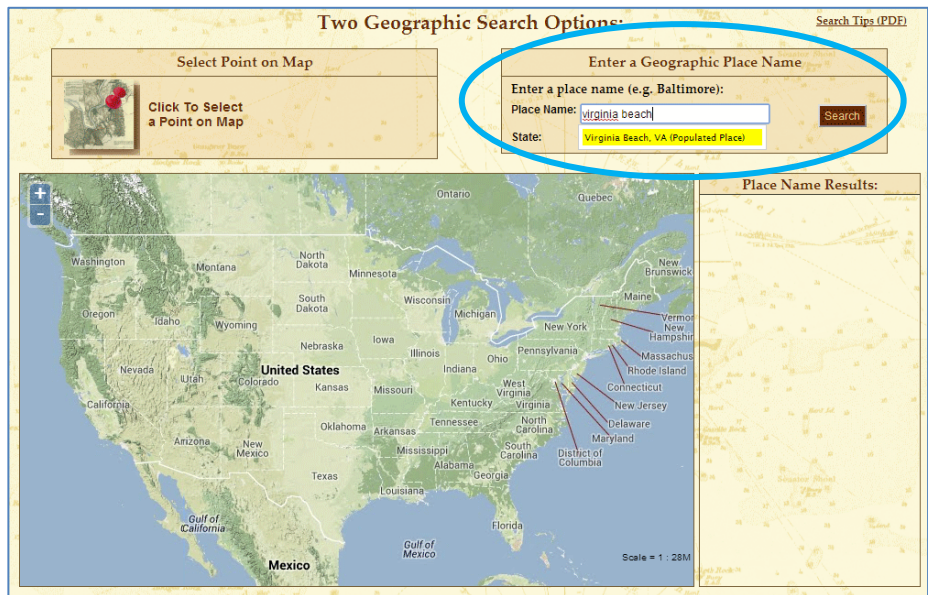 Two Geographic Search Options:
Search Tips (PDF)
Select Point on Map
Click To Select
a Point on Map
Enter a Geographic Place Name
Enter a place name (e.g. Baltimore):
Place Name: virginia beach
Search
State:
Virginia Beach, VA (Populated Place)
Place Name Results:
+
-
Ontario
Quebec
Washington
Montana
North
Dakota
Minnesota
New
Brunswick
Maine
Oregon
Idaho
Wyoming
South
Dakota
Wisconsin
Michigan
Vermon
New
Hampshir
New York
Massachus
Rhode Island
Connecticut
Nebraska
Iowa
Illinois
Indiana
Ohio
Pennsylvania
Nevada
Utah
Colorado
United States
Kansas
Missouri
West
Virginia
Virginia
Kentucky
New Jersey
Delaware
Maryland
District of
Columbia
California
Arizona
New
Mexico
Oklahoma
Arkansas
Tennessee
North
Carolina
South
Carolina
Mississippi
Alabama
Georgia
Texas
Louisiana
Florida
Gulf of
California
Gulf of
Mexico
Mexico
Scale = 1 : 28M